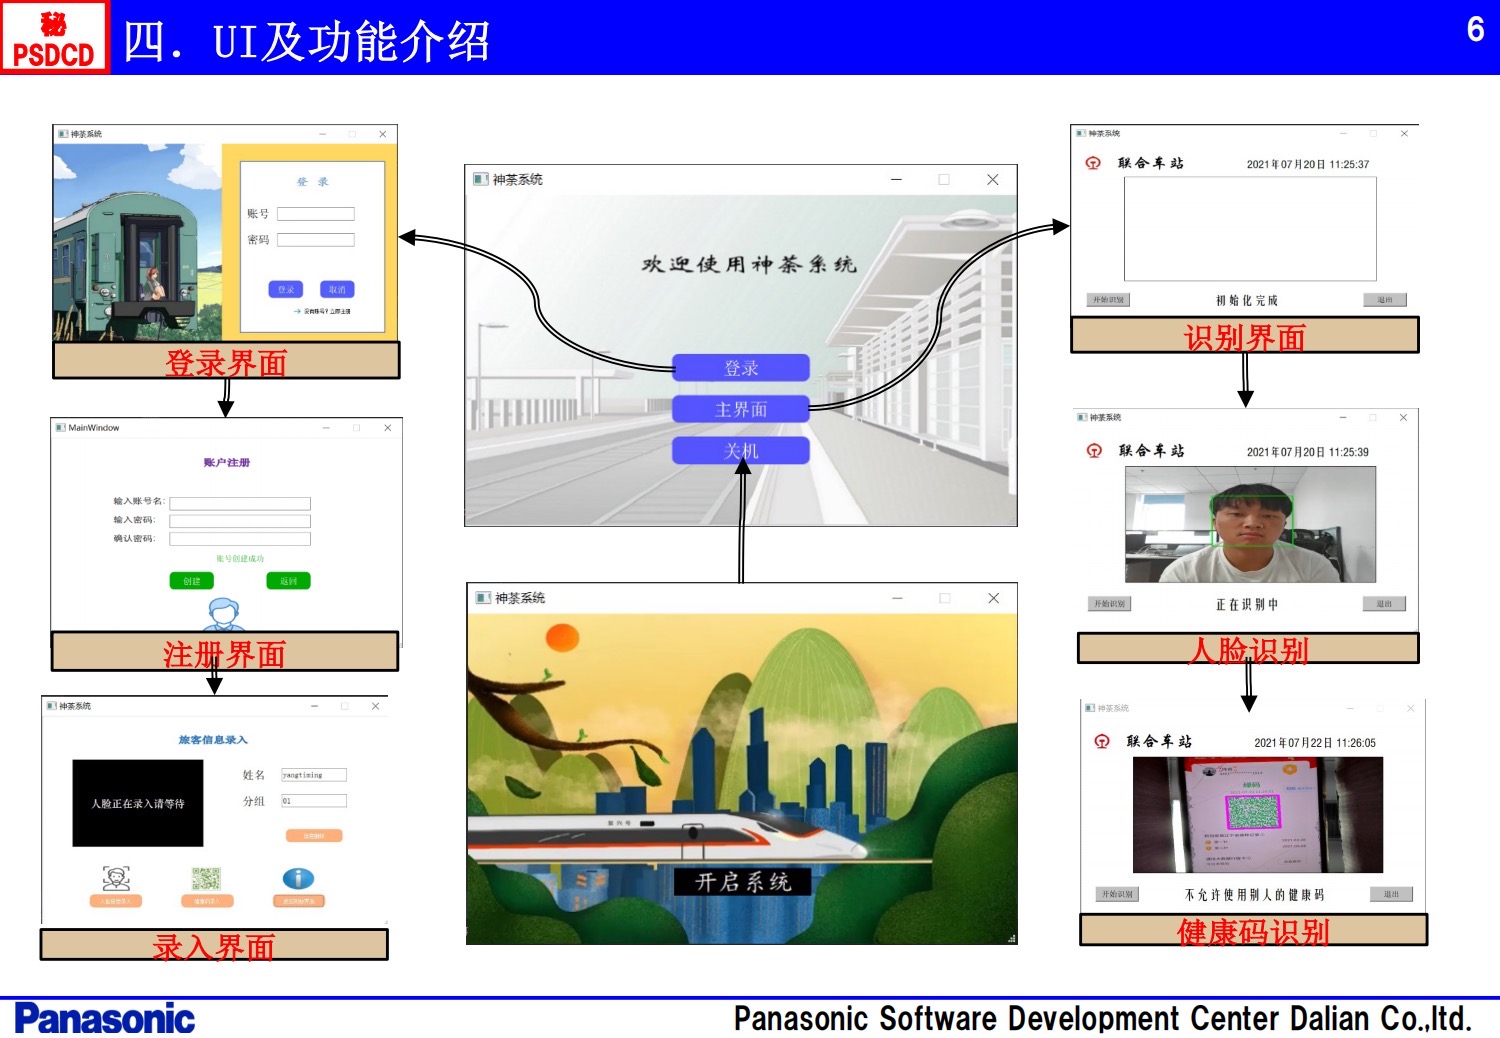 秘
PSDCD
四．UI及功能介绍
6
神荼系统
登 录
账号
密码
登录
取消
没有账号？立即注册
登录界面
MainWindow
账户注册
输入账号名:
输入密码:
确认密码:
账号创建成功
创建
返回
注册界面
神荼系统
旅客信息录入
人脸正在录入请等待
姓名
yangtiming
分组
01
录入界面
神荼系统
欢迎使用神荼系统
登录
主界面
关机
神荼系统
复兴号
开启系统
神荼系统
联合车站
2021年07月20日 11:25:37
开始识别
初始化完成
退出
识别界面
神荼系统
联合车站
2021年07月20日 11:25:39
开始识别
正在识别中
退出
人脸识别
神荼系统
联合车站
2021年07月22日 11:26:05
绿码
开始识别
不允许使用别人的健康码
退出
健康码识别
Panasonic
Panasonic Software Development Center Dalian Co.,ltd.